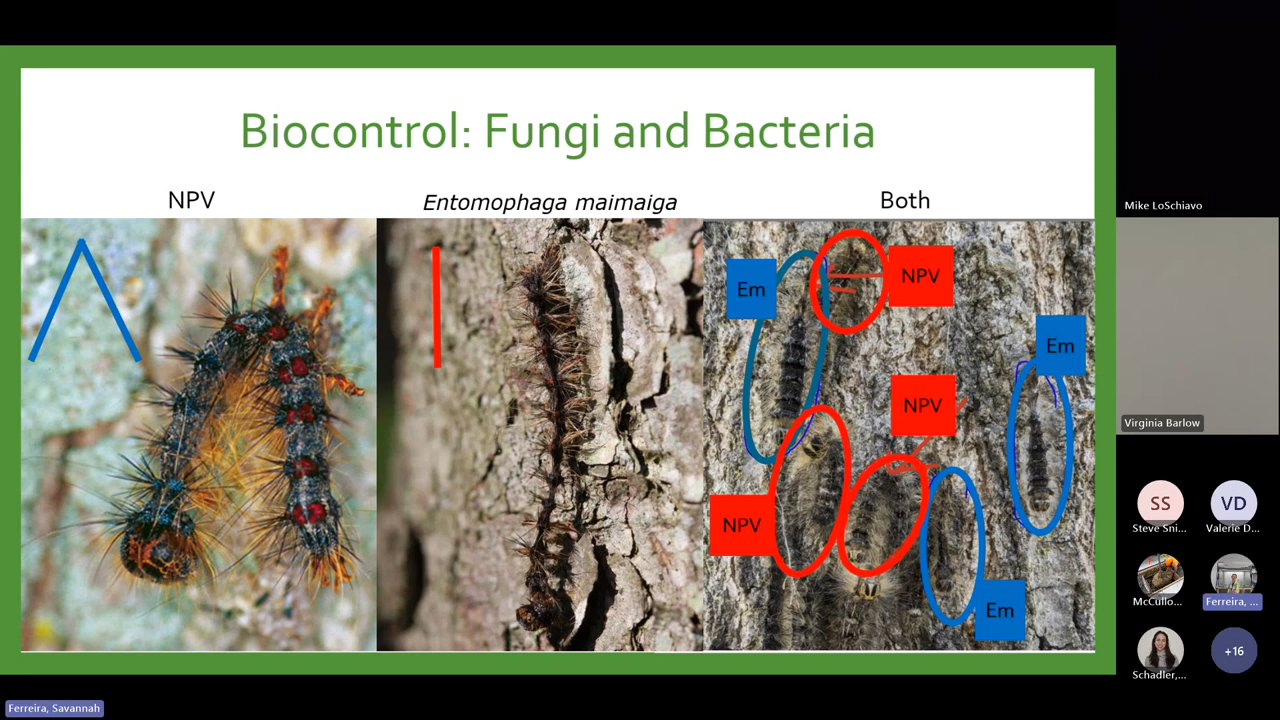 Biocontrol: Fungi and Bacteria
NPV
Entomophaga maimaiga
Both
Em
NPV
Em
NPV
NPV
Em
Mike LoSchiavo
Virginia Barlow
SS
VD
Steve Sni...
Valerie D...
McCullo...
Ferreira, ...
Schadler,...
+16
Ferreira, Savannah